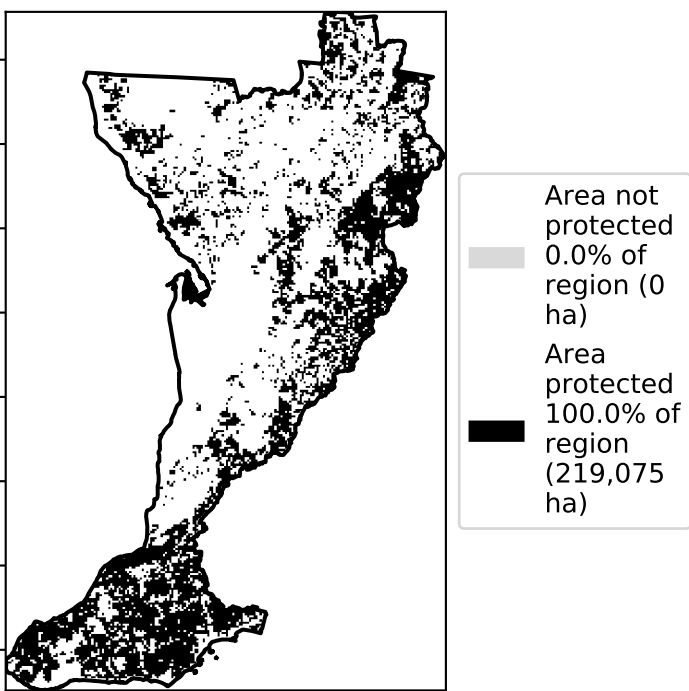 Area not
protected
0.0% of
region (0
ha)
Area
protected
100.0% of
region
(219,075
ha)